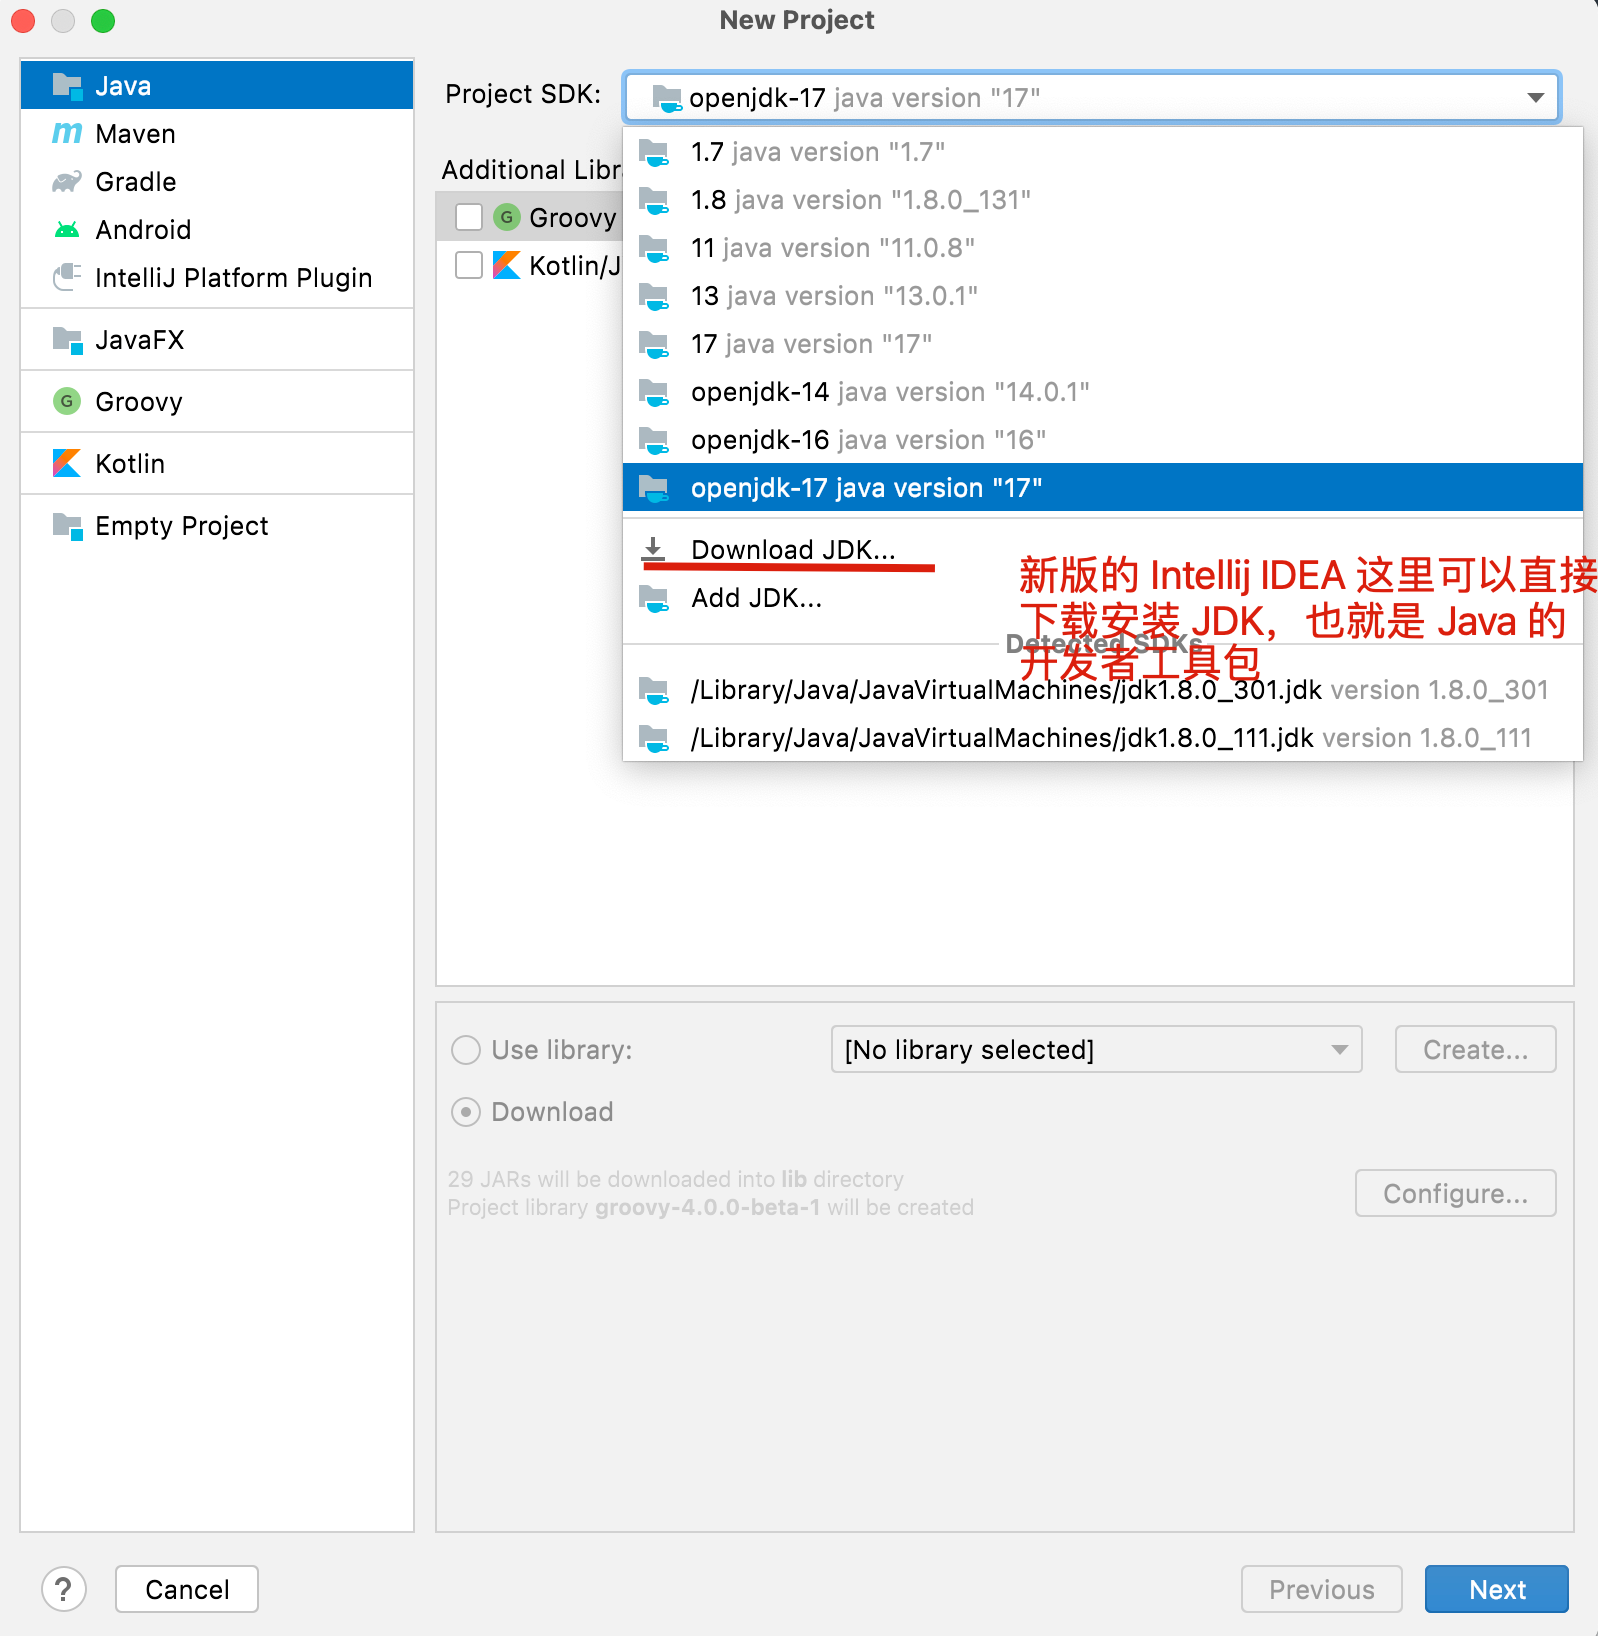 New Project
Java
Maven
Gradle
Android
IntelliJ Platform Plugin
JavaFX
Groovy
Kotlin
Empty Project
Project SDK: openjdk-17 java version "17"
Additional Libr
Groovy
Kotlin/J
1.7 java version "1.7"
1.8 java version "1.8.0_131"
11 java version "11.0.8"
13 java version "13.0.1"
17 java version "17"
openjdk-14 java version "14.0.1"
openjdk-16 java version "16"
openjdk-17 java version "17"
Download JDK...
Add JDK...
新版的 Intellij IDEA 这里可以直接
下载安装 JDK，也就是 Java 的
开发者工具包
Detected SDKs
/Library/Java/JavaVirtualMachines/jdk1.8.0_301.jdk version 1.8.0_301
/Library/Java/JavaVirtualMachines/jdk1.8.0_111.jdk version 1.8.0_111
Use library: [No library selected] Create...
Download
29 JARs will be downloaded into lib directory
Project library groovy-4.0.0-beta-1 will be created
Configure...
? Cancel Previous Next